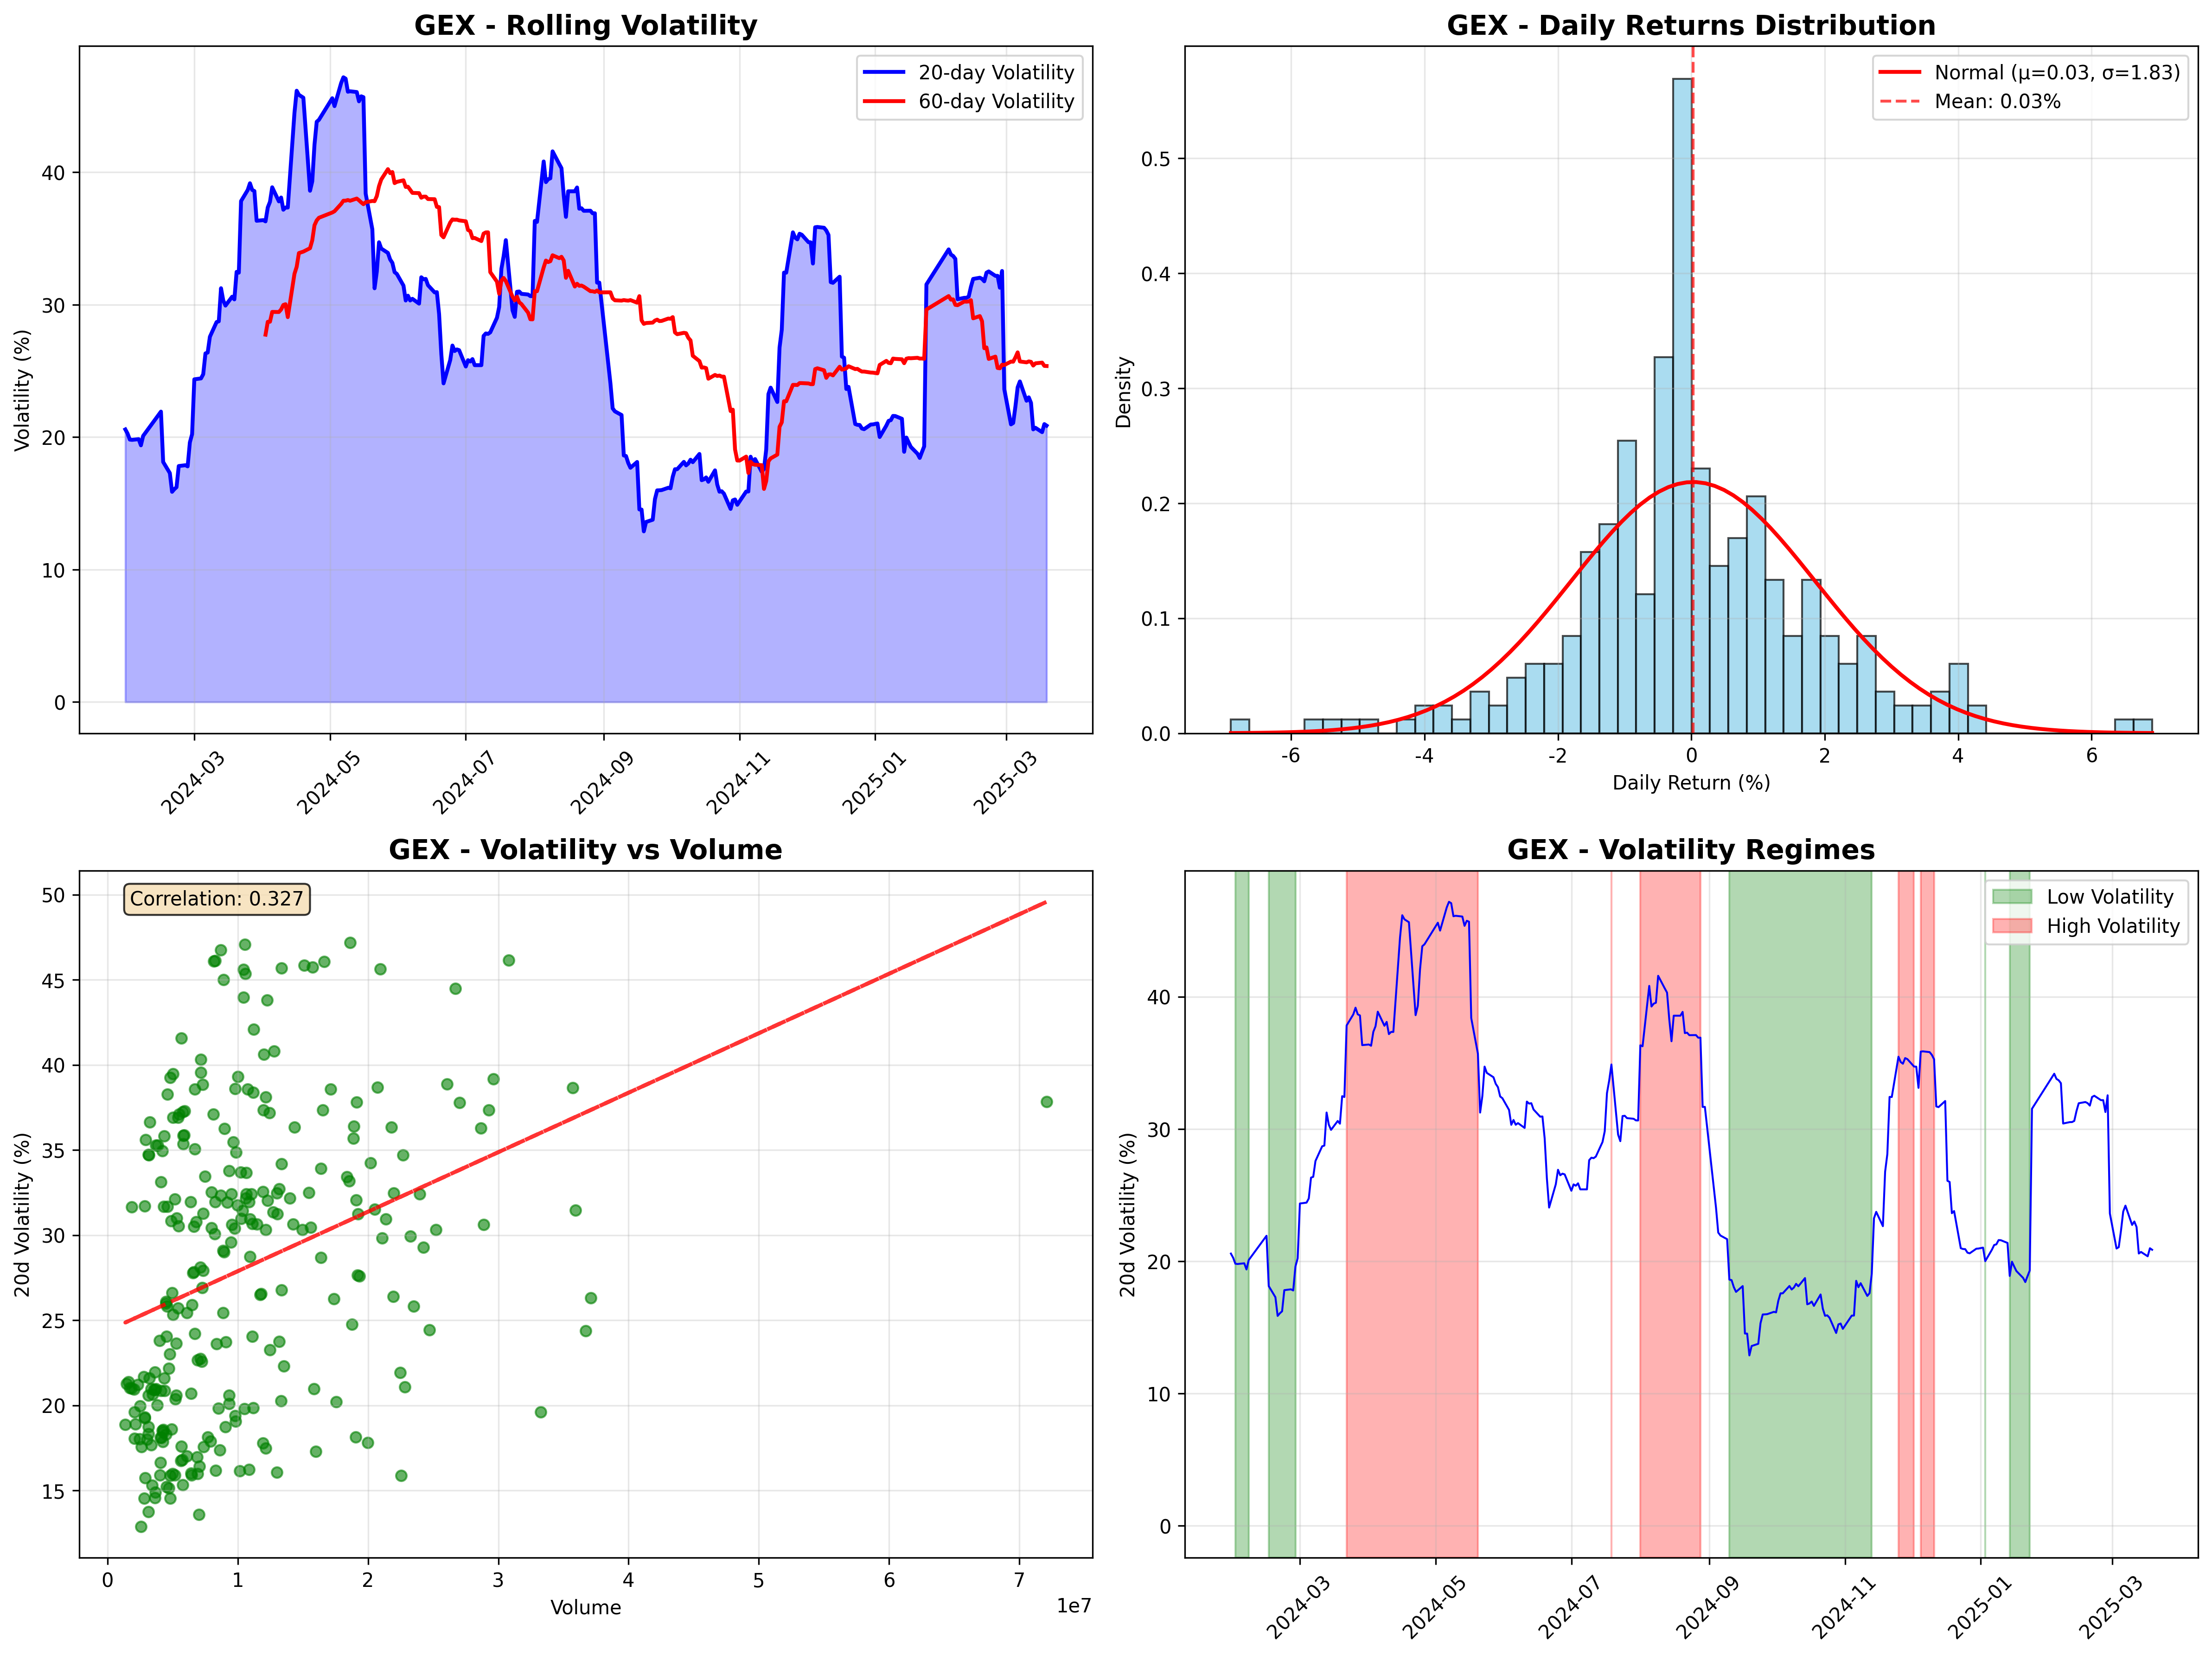 GEX - Rolling Volatility
20-day Volatility
60-day Volatility
Volatility (%)
40
30
20
10
0
2024-03
2024-05
2024-07
2024-09
2024-11
2025-01
2025-03
GEX - Daily Returns Distribution
Normal (μ=0.03, σ=1.83)
Mean: 0.03%
Density
0.5
0.4
0.3
0.2
0.1
0.0
-6
-4
-2
0
2
4
6
Daily Return (%)
GEX - Volatility vs Volume
Correlation: 0.327
20d Volatility (%)
50
45
40
35
30
25
20
15
0
1
2
3
4
5
6
7
Volume
1e7
GEX - Volatility Regimes
Low Volatility
High Volatility
20d Volatility (%)
40
30
20
10
0
2024-03
2024-05
2024-07
2024-09
2024-11
2025-01
2025-03